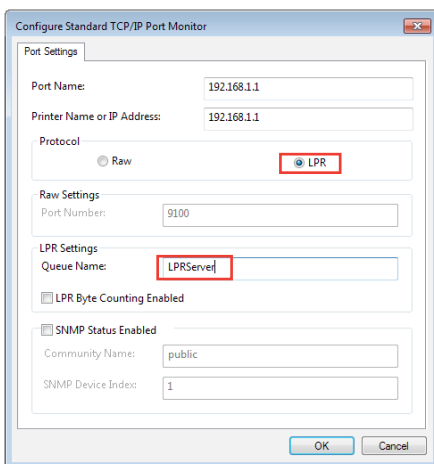 Configure Standard TCP/IP Port Monitor
Port Settings
Port Name: 192.168.1.1
Printer Name or IP Address: 192.168.1.1
Protocol
Raw LPR
Raw Settings
Port Number: 9100
LPR Settings
Queue Name: LPRServer
LPR Byte Counting Enabled
SNMP Status Enabled
Community Name: public
SNMP Device Index: 1
OK Cancel